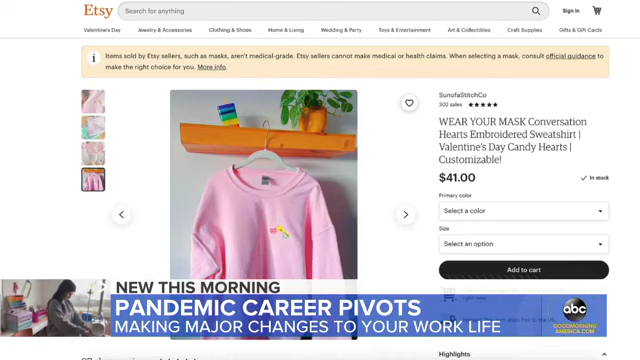 Etsy
Search for anything
Sign in
Valentine's Day Jewelry & Accessories Clothing & Shoes Home & Living Wedding & Party Toys & Entertainment Art & Collectibles Craft Supplies Gifts & Gift Cards
Items sold by Etsy sellers, such as masks, aren't medical-grade. Etsy sellers cannot make medical or health claims. When selecting a mask, consult official guidance to
make the right choice for you. More info.
SunofaStitchCo
302 sales
WEAR YOUR MASK Conversation
Hearts Embroidered Sweatshirt |
Valentine's Day Candy Hearts |
Customizable!
$41.00
In stock
Primary color
Select a color
Size
Select an option
Add to cart
right now.
Highlights
NEW THIS MORNING
PANDEMIC CAREER PIVOTS
MAKING MAJOR CHANGES TO YOUR WORK LIFE
abc
GOODMORNING
AMERICA.COM